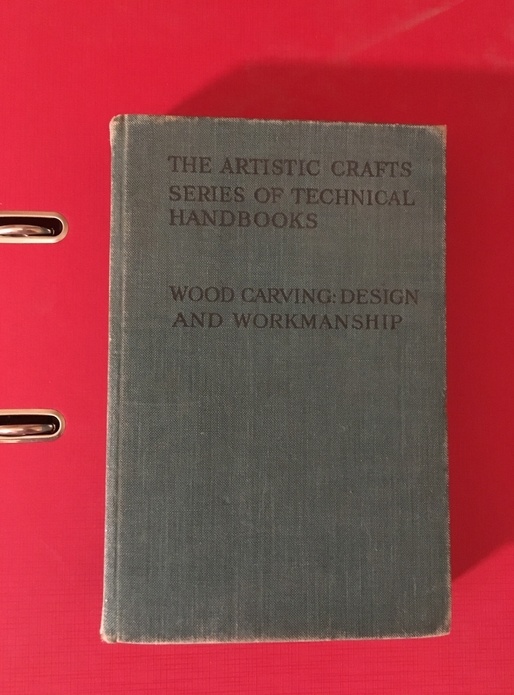 THE ARTISTIC CRAFTS
SERIES OF TECHNICAL
HANDBOOKS
WOOD CARVING: DESIGN
AND WORKMANSHIP